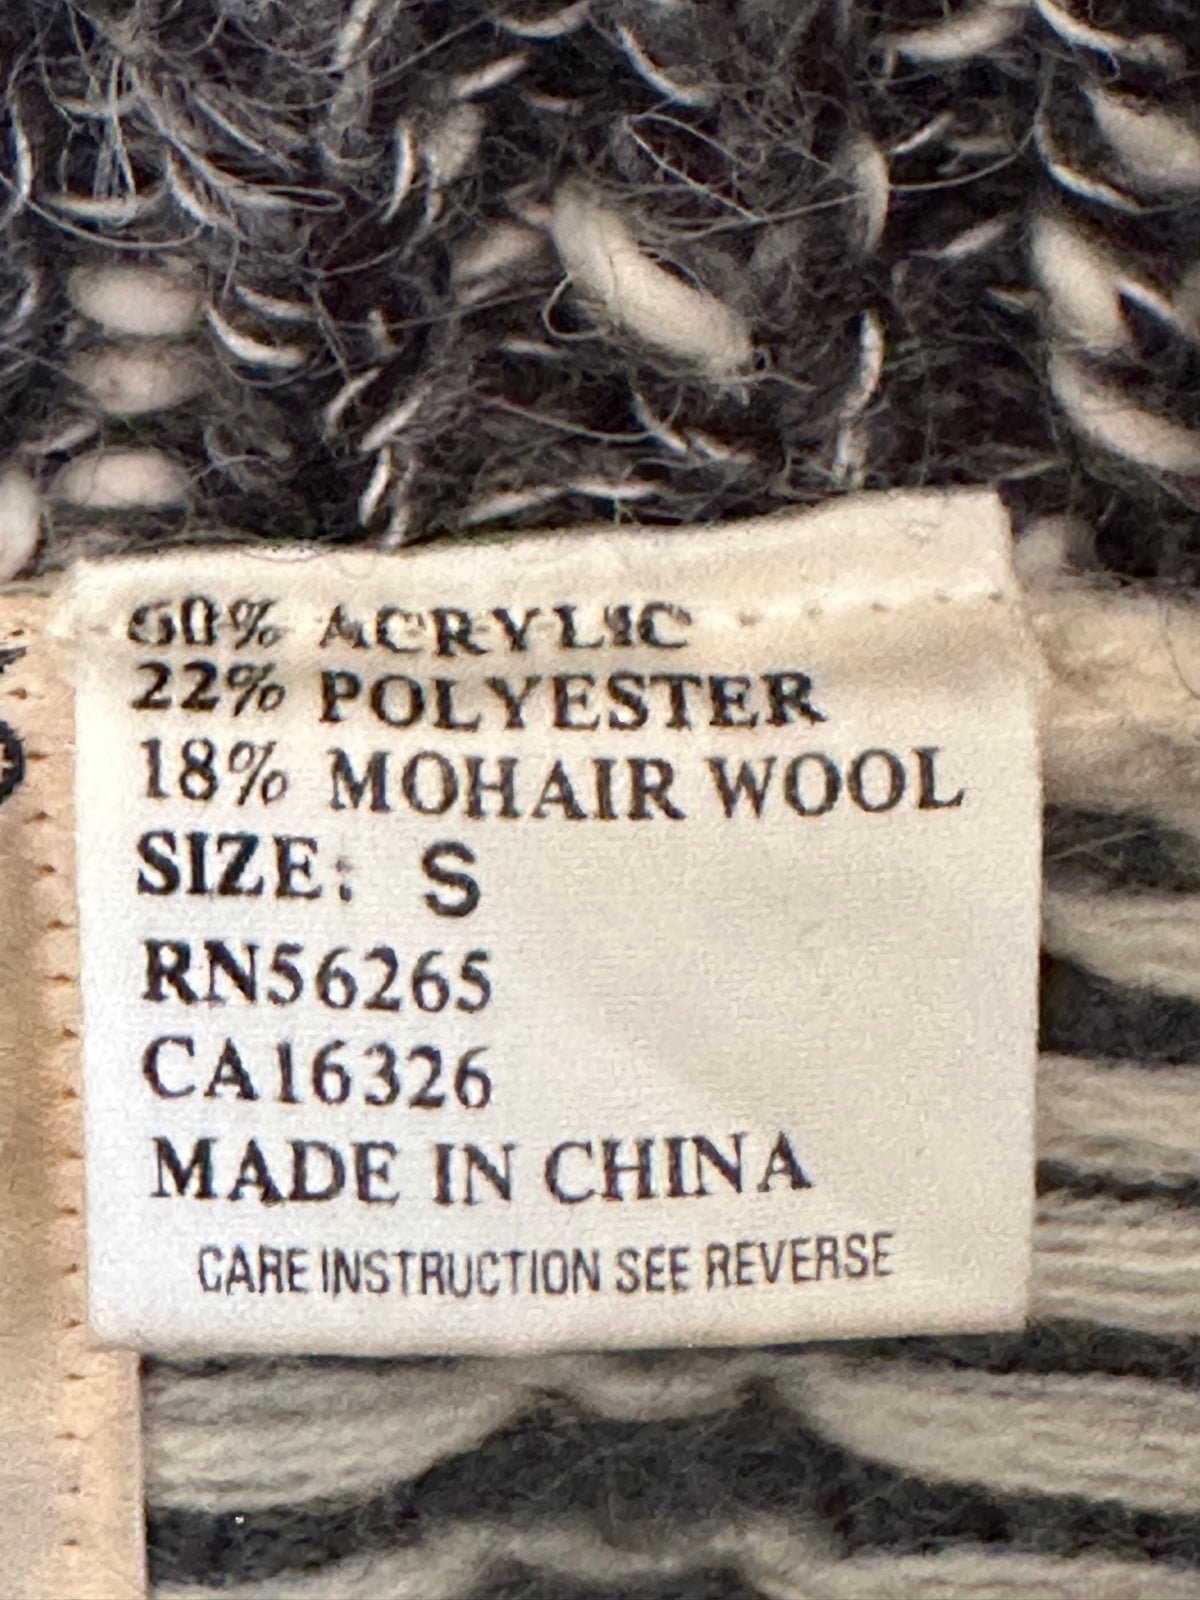 60% ACRYLIC
22% POLYESTER
18% MOHAIR WOOL
SIZE: S
RN56265
CA16326
MADE IN CHINA
CARE INSTRUCTION SEE REVERSE